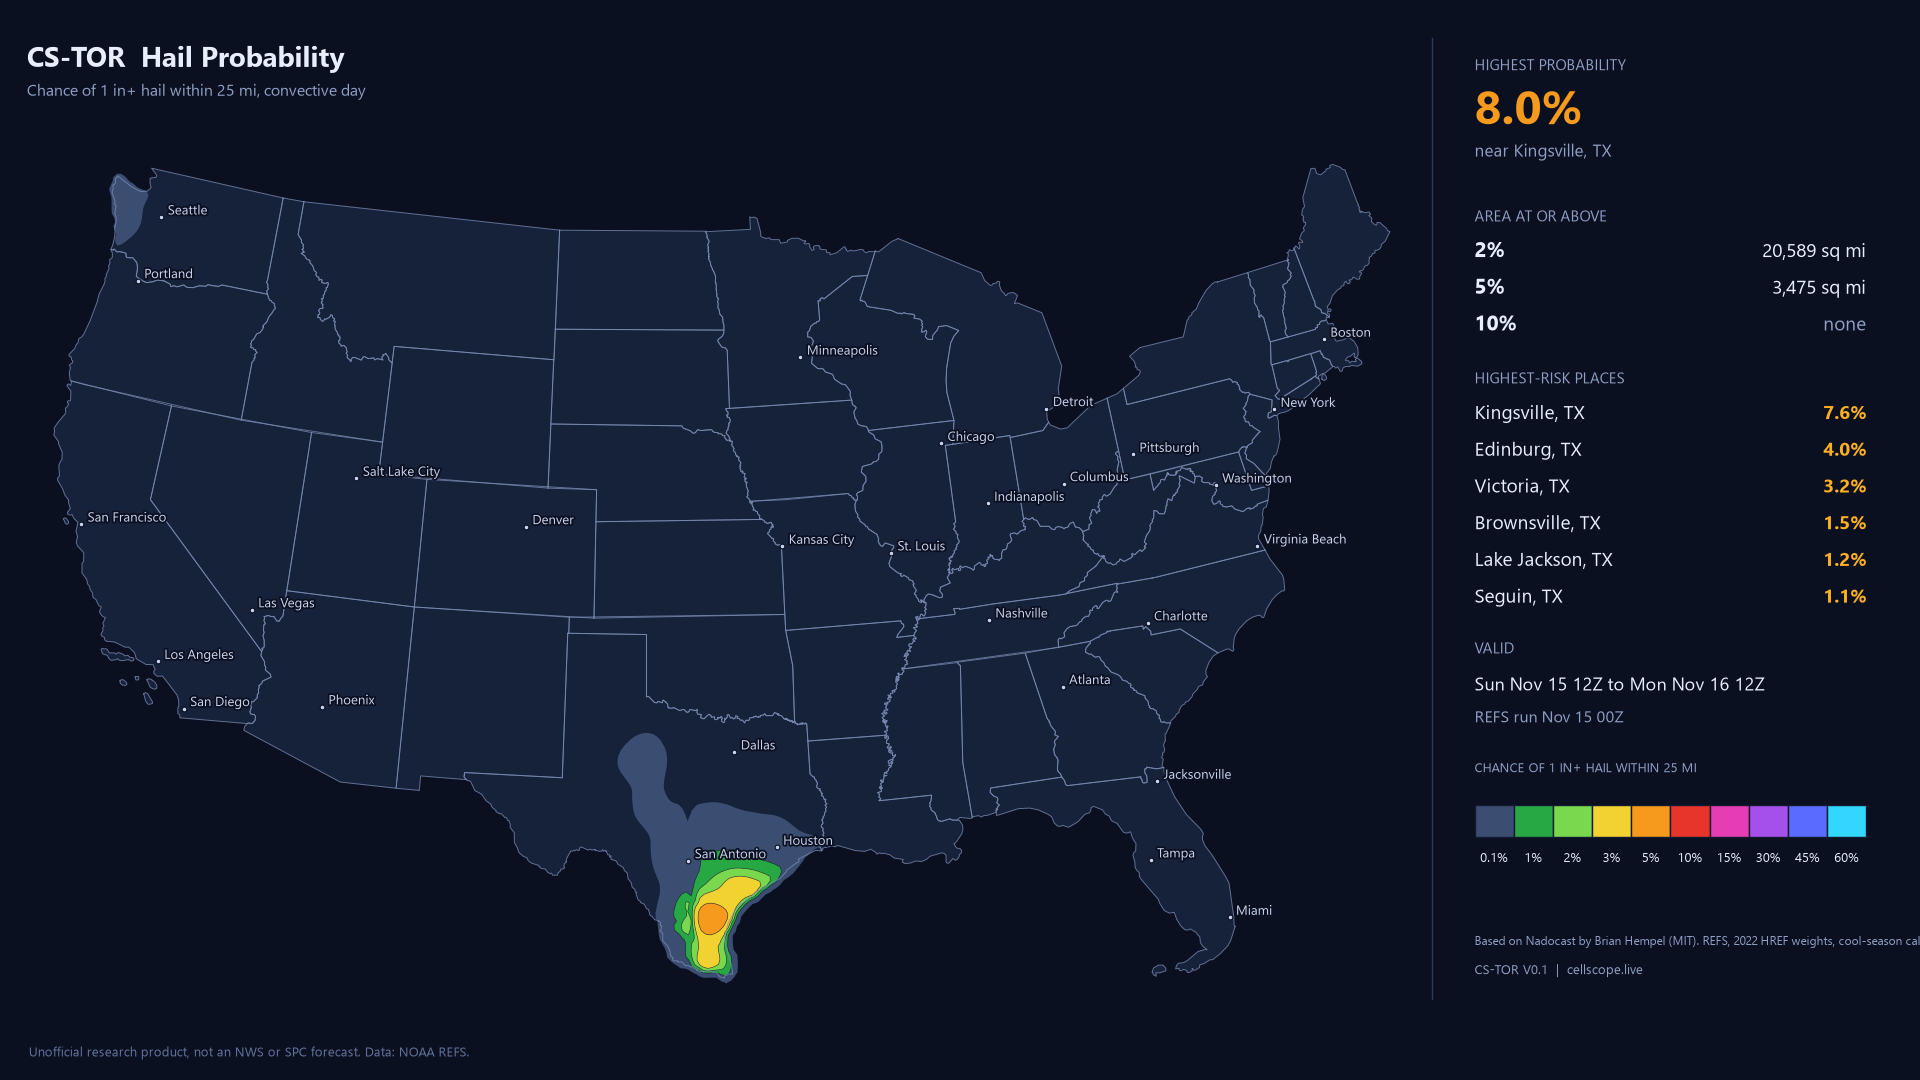 CS-TOR  Hail Probability
Chance of 1 in+ hail within 25 mi, convective day
Seattle
Portland
Minneapolis
Boston
Detroit
New York
Chicago
Pittsburgh
Salt Lake City
Columbus
Washington
Indianapolis
San Francisco
Denver
Kansas City
St. Louis
Virginia Beach
Las Vegas
Nashville
Charlotte
Los Angeles
Atlanta
San Diego
Phoenix
Dallas
Jacksonville
Houston
San Antonio
Tampa
Miami
HIGHEST PROBABILITY
8.0%
near Kingsville, TX
AREA AT OR ABOVE
2% 20,589 sq mi
5% 3,475 sq mi
10% none
HIGHEST-RISK PLACES
Kingsville, TX 7.6%
Edinburg, TX 4.0%
Victoria, TX 3.2%
Brownsville, TX 1.5%
Lake Jackson, TX 1.2%
Seguin, TX 1.1%
VALID
Sun Nov 15 12Z to Mon Nov 16 12Z
REFS run Nov 15 00Z
CHANCE OF 1 IN+ HAIL WITHIN 25 MI
0.1% 1% 2% 3% 5% 10% 15% 30% 45% 60%
Based on Nadocast by Brian Hempel (MIT). REFS, 2022 HREF weights, cool-season cal
CS-TOR V0.1 | cellscope.live
Unofficial research product, not an NWS or SPC forecast. Data: NOAA REFS.